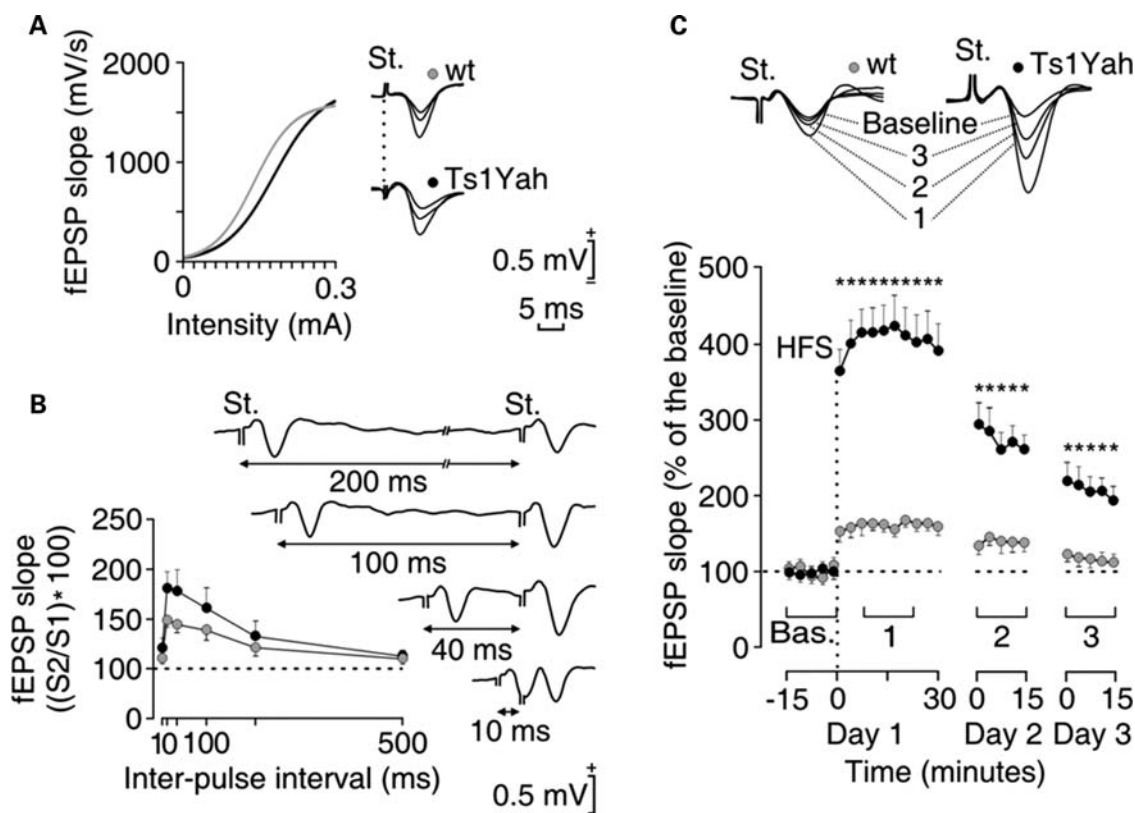 A
fEPSP slope (mV/s)
2000
1000
0
0
0.3
Intensity (mA)
St.
wt
Ts1Yah
+
0.5 mV
–
5 ms
B
St.
St.
200 ms
100 ms
40 ms
10 ms
fEPSP slope
((S2/S1)* 100)
250
200
150
100
50
0
10 100
500
Inter-pulse interval (ms)
+
0.5 mV
C
St.
wt
St.
Ts1Yah
Baseline
3
2
1
fEPSP slope (% of the baseline)
500
400
300
200
100
0
HFS
**********
*****
*****
Bas.
1
2
3
-15
0
30
0
15
0
15
Day 1
Day 2
Day 3
Time (minutes)